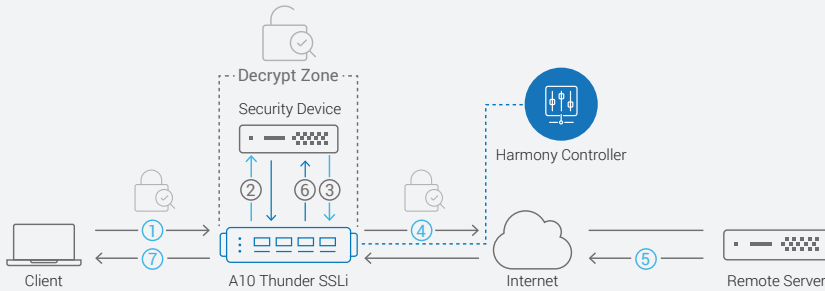 Decrypt Zone
Security Device
Harmony Controller
2
6
3
1
4
7
5
Client
A10 Thunder SSLi
Internet
Remote Server